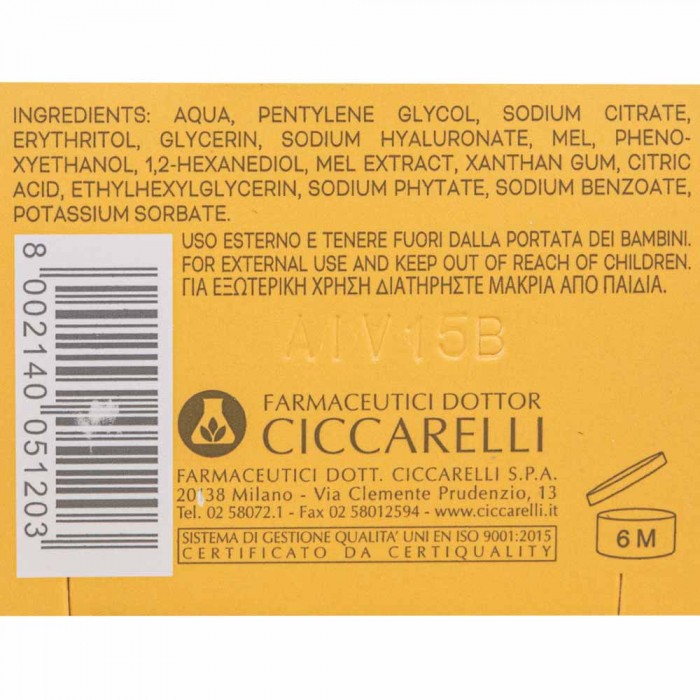 INGREDIENTS: AQUA, PENTYLENE GLYCOL, SODIUM CITRATE,
ERYTHRITOL, GLYCERIN, SODIUM HYALURONATE, MEL, PHENO-
XYETHANOL, 1,2-HEXANEDIOL, MEL EXTRACT, XANTHAN GUM, CITRIC
ACID, ETHYLHEXYLGLYCERIN, SODIUM PHYTATE, SODIUM BENZOATE,
POTASSIUM SORBATE.
USO ESTERNO E TENERE FUORI DALLA PORTATA DEI BAMBINI.
FOR EXTERNAL USE AND KEEP OUT OF REACH OF CHILDREN.
ΓΙΑ ΕΞΩΤΕΡΙΚΗ ΧΡΗΣΗ ΔΙΑΤΗΡΗΣΤΕ ΜΑΚΡΙΑ ΑΠΟ ΠΑΙΔΙΑ.
8 002140 051203
AIV15B
FARMACEUTICI DOTTOR
CICCARELLI
FARMACEUTICI DOTT. CICCARELLI S.P.A.
20138 Milano - Via Clemente Prudenzio, 13
Tel. 02 58072.1 - Fax 02 58012594 - www.ciccarelli.it
SISTEMA DI GESTIONE QUALITA' UNI EN ISO 9001:2015
CERTIFICATO DA CERTIQUALITY
6 M